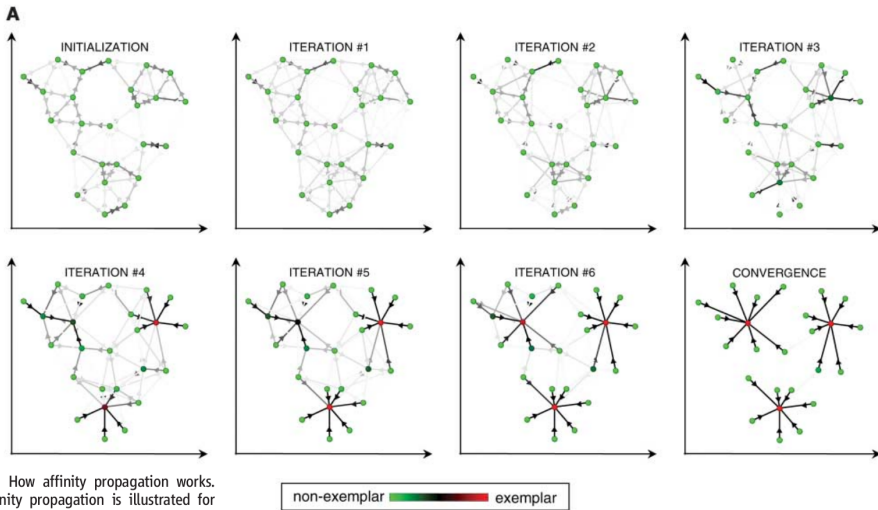 A
INITIALIZATION
ITERATION #1
ITERATION #2
ITERATION #3
ITERATION #4
ITERATION #5
ITERATION #6
CONVERGENCE
How affinity propagation works.
nity propagation is illustrated for
non-exemplar exemplar